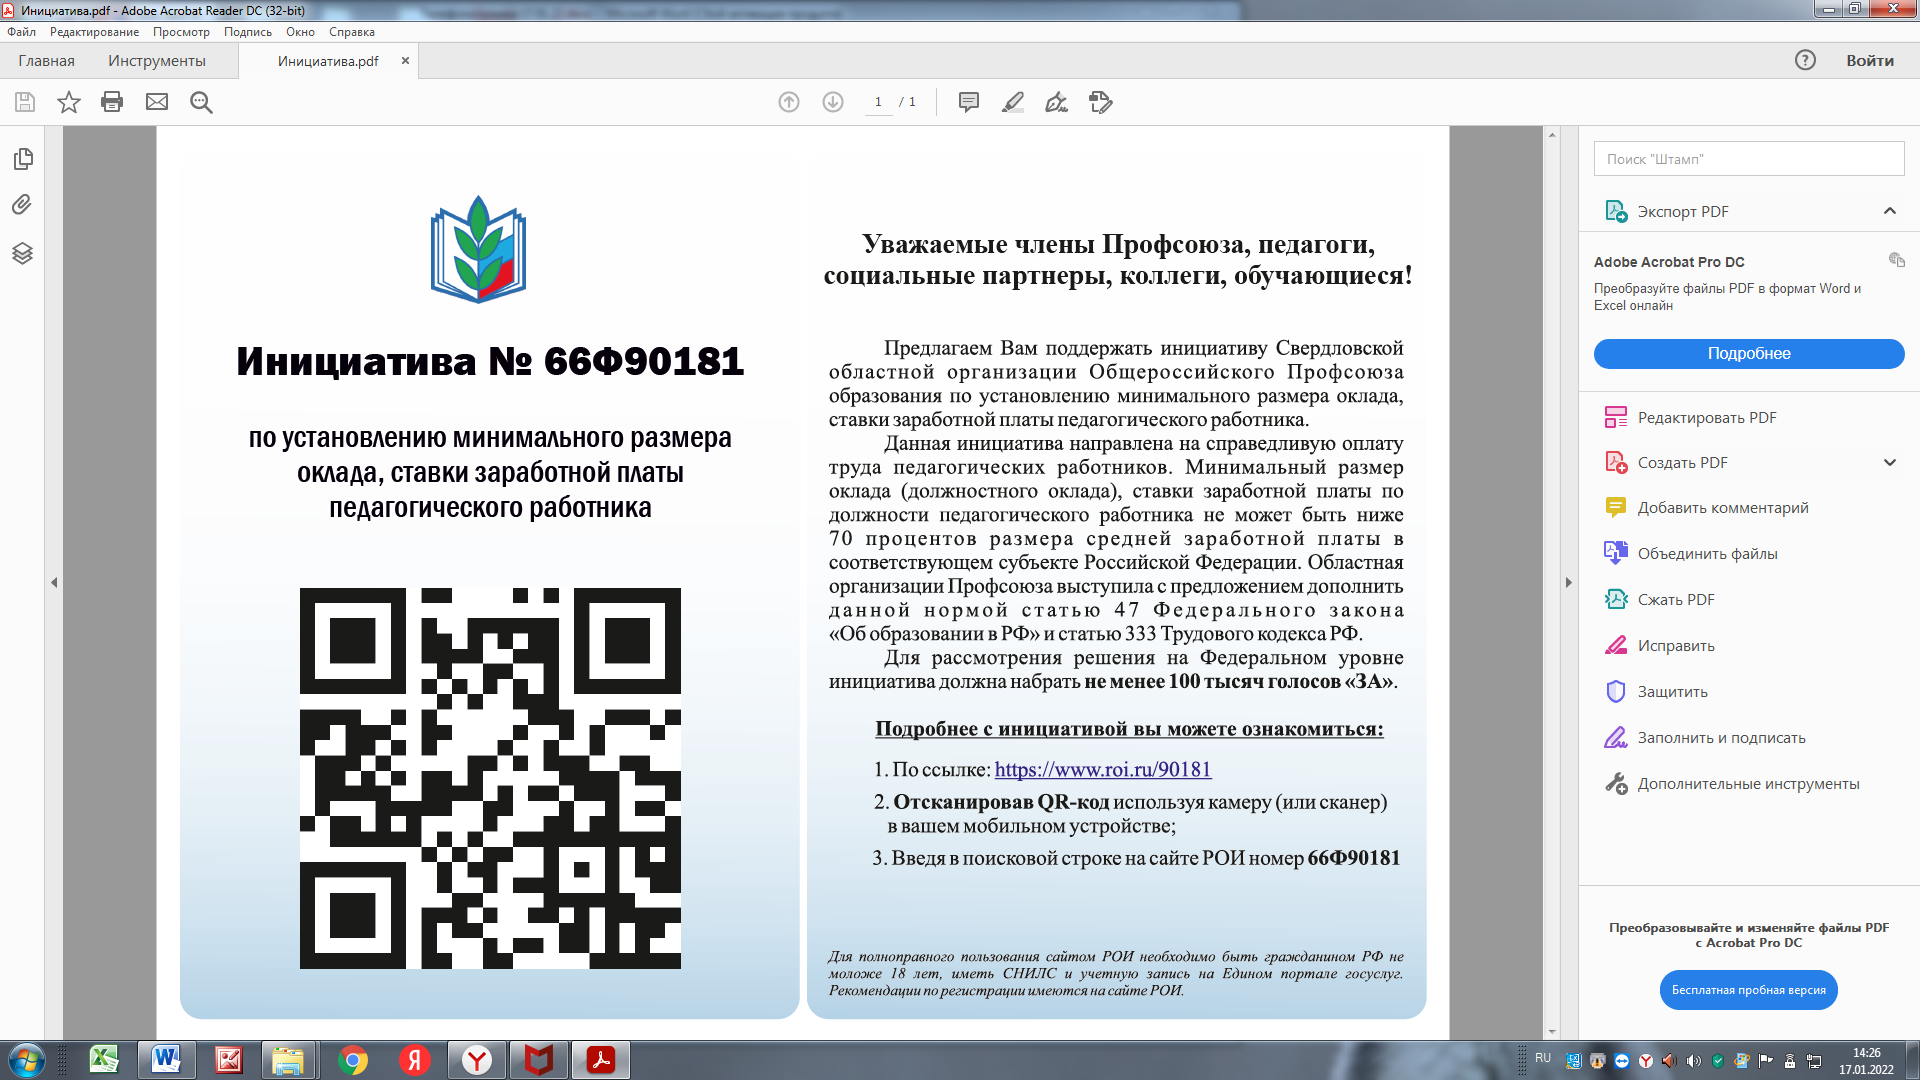 Инициатива.pdf - Adobe Acrobat Reader DC (32-bit)
Файл Редактирование Просмотр Подпись Окно Справка
Главная Инструменты Инициатива.pdf × ? Войти
1 / 1
Поиск "Штамп"
Экспорт PDF
Adobe Acrobat Pro DC
Преобразуйте файлы PDF в формат Word и
Excel онлайн
Подробнее
Редактировать PDF
Создать PDF
Добавить комментарий
Объединить файлы
Сжать PDF
Исправить
Защитить
Заполнить и подписать
Дополнительные инструменты
Преобразовывайте и изменяйте файлы PDF
с Acrobat Pro DC
Бесплатная пробная версия
Инициатива № 66Ф90181
по установлению минимального размера
оклада, ставки заработной платы
педагогического работника
Уважаемые члены Профсоюза, педагоги,
социальные партнеры, коллеги, обучающиеся!
Предлагаем Вам поддержать инициативу Свердловской
областной организации Общероссийского Профсоюза
образования по установлению минимального размера оклада,
ставки заработной платы педагогического работника.
Данная инициатива направлена на справедливую оплату
труда педагогических работников. Минимальный размер
оклада (должностного оклада), ставки заработной платы по
должности педагогического работника не может быть ниже
70 процентов размера средней заработной платы в
соответствующем субъекте Российской Федерации. Областная
организации Профсоюза выступила с предложением дополнить
данной нормой статью 47 Федерального закона
«Об образовании в РФ» и статью 333 Трудового кодекса РФ.
Для рассмотрения решения на Федеральном уровне
инициатива должна набрать не менее 100 тысяч голосов «ЗА».
Подробнее с инициативой вы можете ознакомиться:
1. По ссылке: https://www.roi.ru/90181
2. Отсканировав QR-код используя камеру (или сканер)
в вашем мобильном устройстве;
3. Введя в поисковой строке на сайте РОИ номер 66Ф90181
Для полноправного пользования сайтом РОИ необходимо быть гражданином РФ не
моложе 18 лет, иметь СНИЛС и учетную запись на Едином портале госуслуг.
Рекомендации по регистрации имеются на сайте РОИ.
RU
14:26
17.01.2022